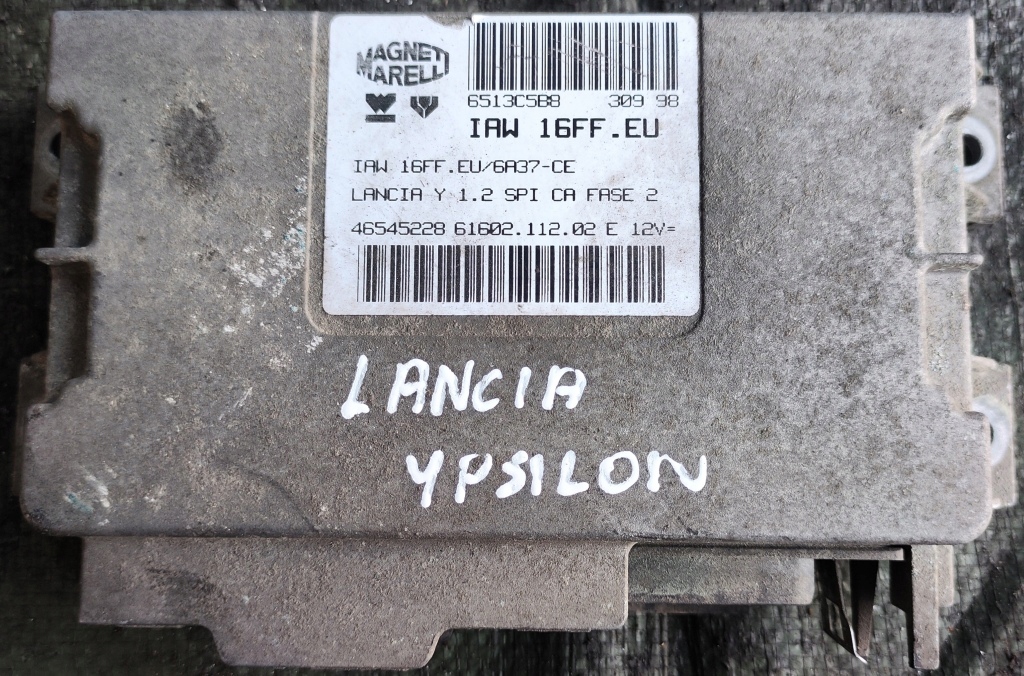 MAGNETI
MARELLI
6513C5B8 309 98
IAW 16FF.EU
IAW 16FF.EU/6A37-CE
LANCIA Y 1.2 SPI CA FASE 2
46545228 61602.112.02 E 12V=
LANCIA
YPSILON